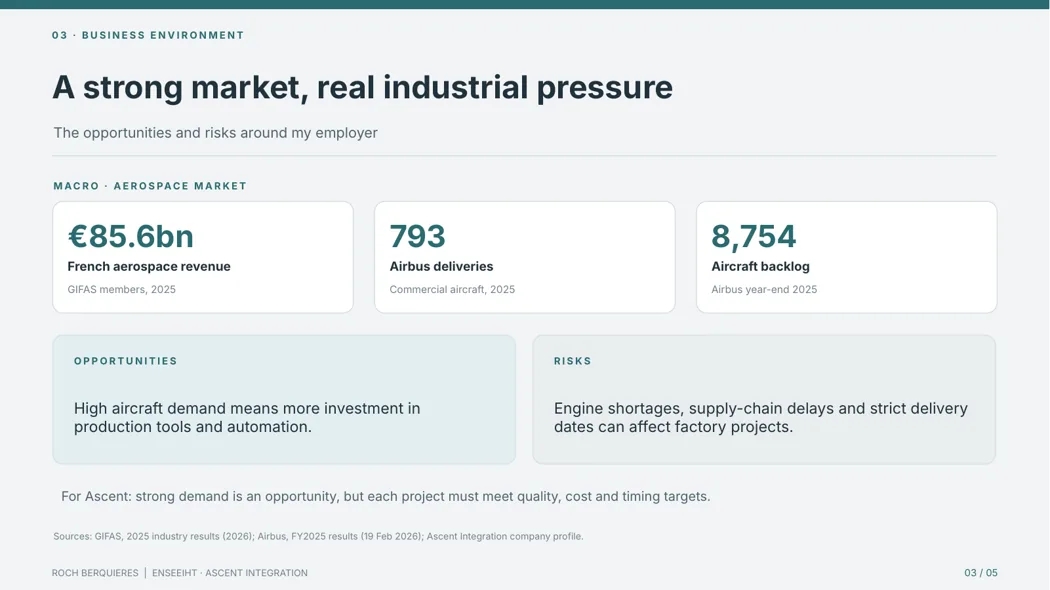 03 · BUSINESS ENVIRONMENT
A strong market, real industrial pressure
The opportunities and risks around my employer
MACRO · AEROSPACE MARKET
€85.6bn
French aerospace revenue
GIFAS members, 2025
793
Airbus deliveries
Commercial aircraft, 2025
8,754
Aircraft backlog
Airbus year-end 2025
OPPORTUNITIES
High aircraft demand means more investment in
production tools and automation.
RISKS
Engine shortages, supply-chain delays and strict delivery
dates can affect factory projects.
For Ascent: strong demand is an opportunity, but each project must meet quality, cost and timing targets.
Sources: GIFAS, 2025 industry results (2026); Airbus, FY2025 results (19 Feb 2026); Ascent Integration company profile.
ROCH BERQUIERES | ENSEEIHT · ASCENT INTEGRATION
03 / 05